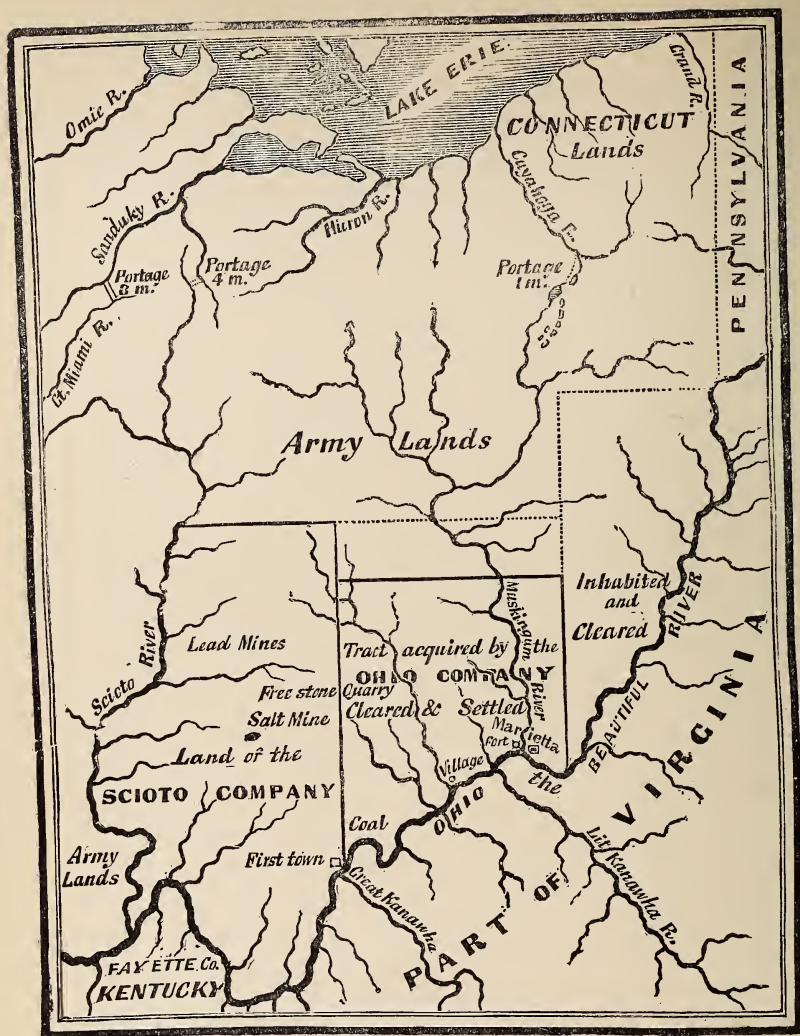 LAKE ERIE.
Grand R.
Omie R.
CONNECTICUT
Lands
PENNSYLVANIA
Cuyahoga R.
Sanduky R.
Huron R.
Portage
8 m.
Portage
4 m.
Portage
1 m.
Gt. Miami R.
Army Lands
Inhabited
and
Cleared
Muskingum
River
Scioto River
Lead Mines
Tract acquired by the
OHIO COMPANY
Free stone Quarry
Cleared & Settled
Salt Mine
Marietta
Fort
Land of the
SCIOTO COMPANY
Village
OHIO the BEAUTIFUL RIVER
Coal
Army
Lands
First town
Great Kanawha
Lit. Kanawha R.
PART OF VIRGINIA
FAYETTE Co.
KENTUCKY